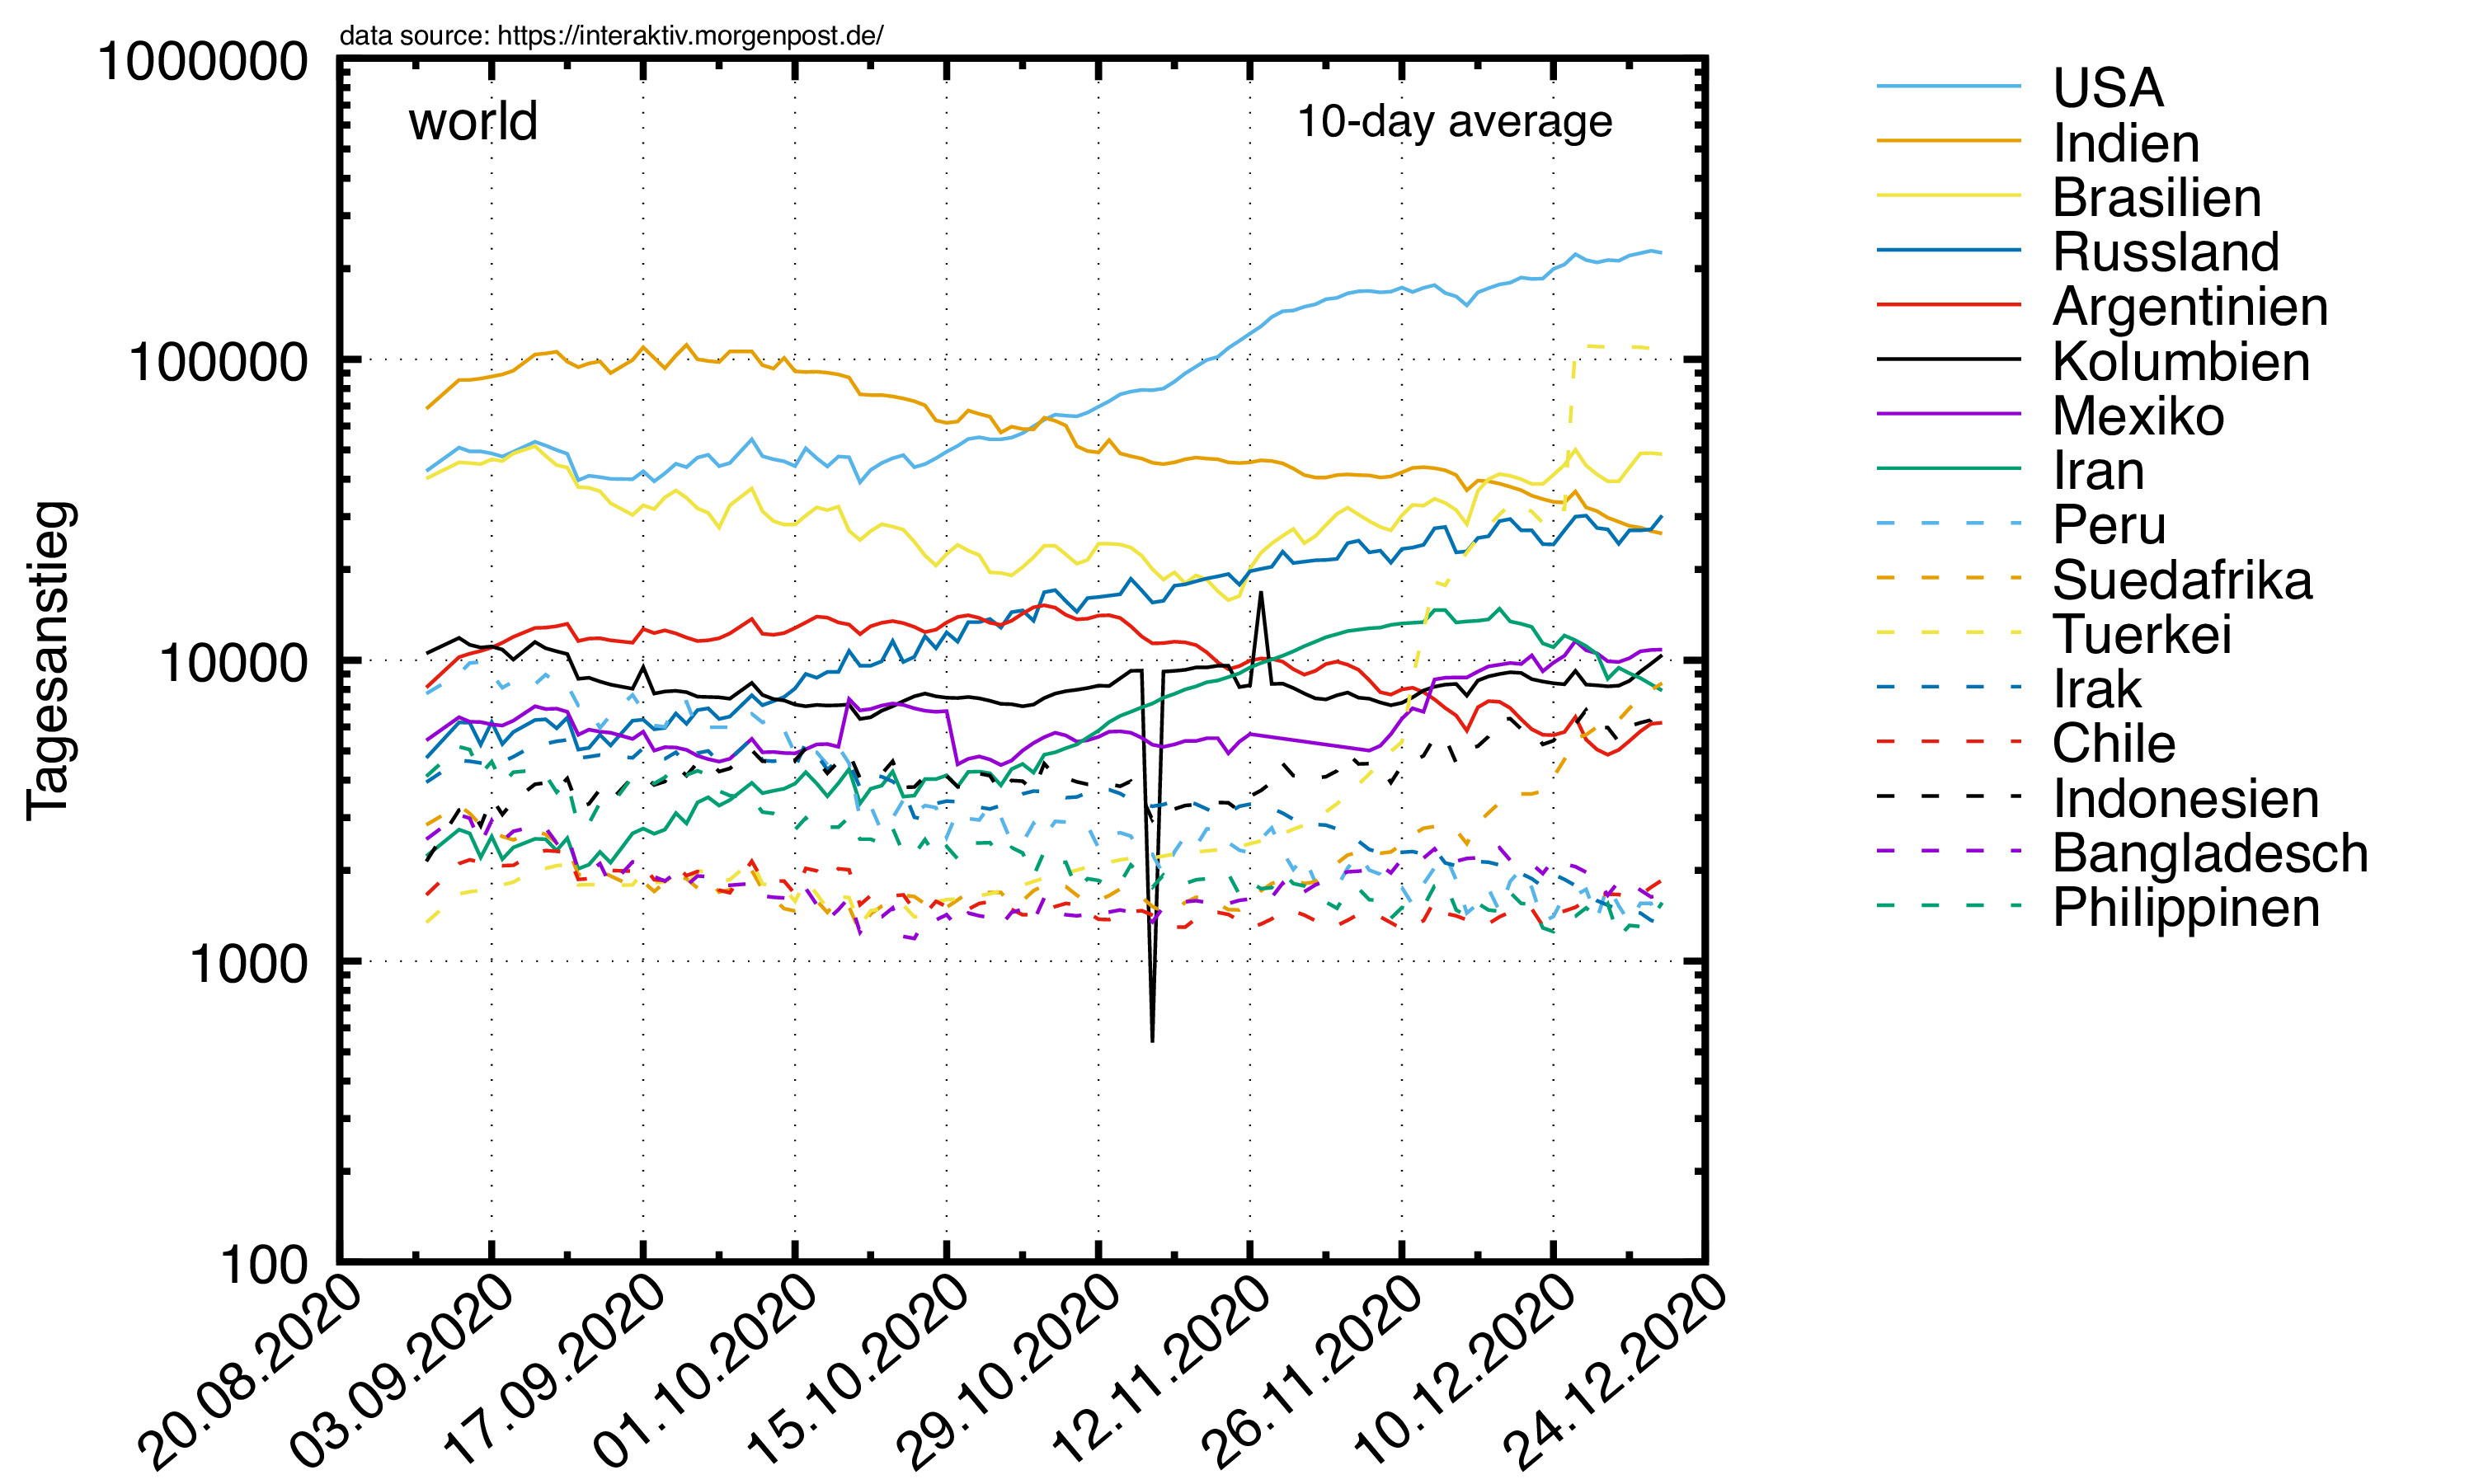 data source: https://interaktiv.morgenpost.de/
world
10-day average
Tagesanstieg
1000000
100000
10000
1000
100
20.08.2020
03.09.2020
17.09.2020
01.10.2020
15.10.2020
29.10.2020
12.11.2020
26.11.2020
10.12.2020
24.12.2020
USA
Indien
Brasilien
Russland
Argentinien
Kolumbien
Mexiko
Iran
Peru
Suedafrika
Tuerkei
Irak
Chile
Indonesien
Bangladesch
Philippinen